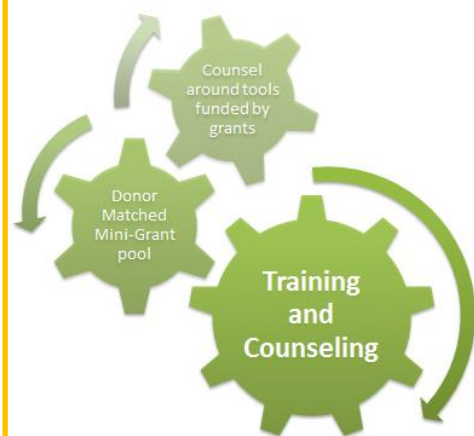 Counsel
around tools
funded by
grants
Donor
Matched
Mini-Grant
pool
Training
and
Counseling